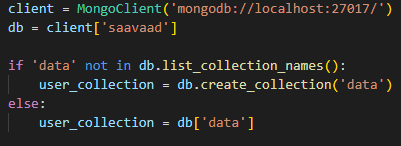 client = MongoClient('mongodb://localhost:27017/')
db = client['saavaad']
if 'data' not in db.list_collection_names():
    user_collection = db.create_collection('data')
else:
    user_collection = db['data']